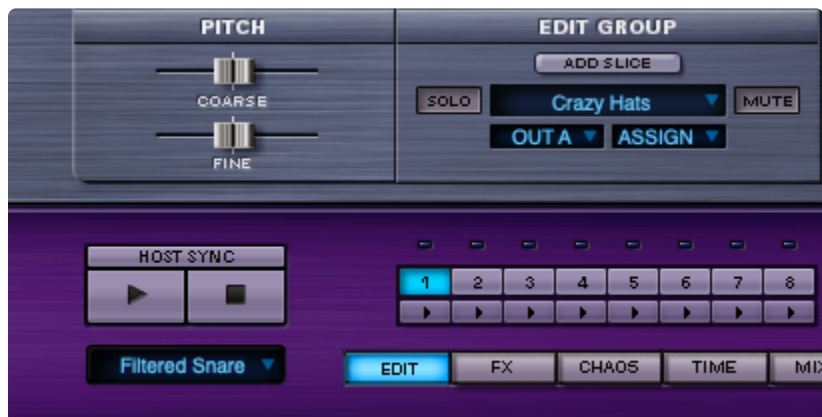 PITCH
EDIT GROUP
ADD SLICE
COARSE
SOLO Crazy Hats MUTE
OUT A ASSIGN
FINE
HOST SYNC
1 2 3 4 5 6 7 8
Filtered Snare
EDIT FX CHAOS TIME